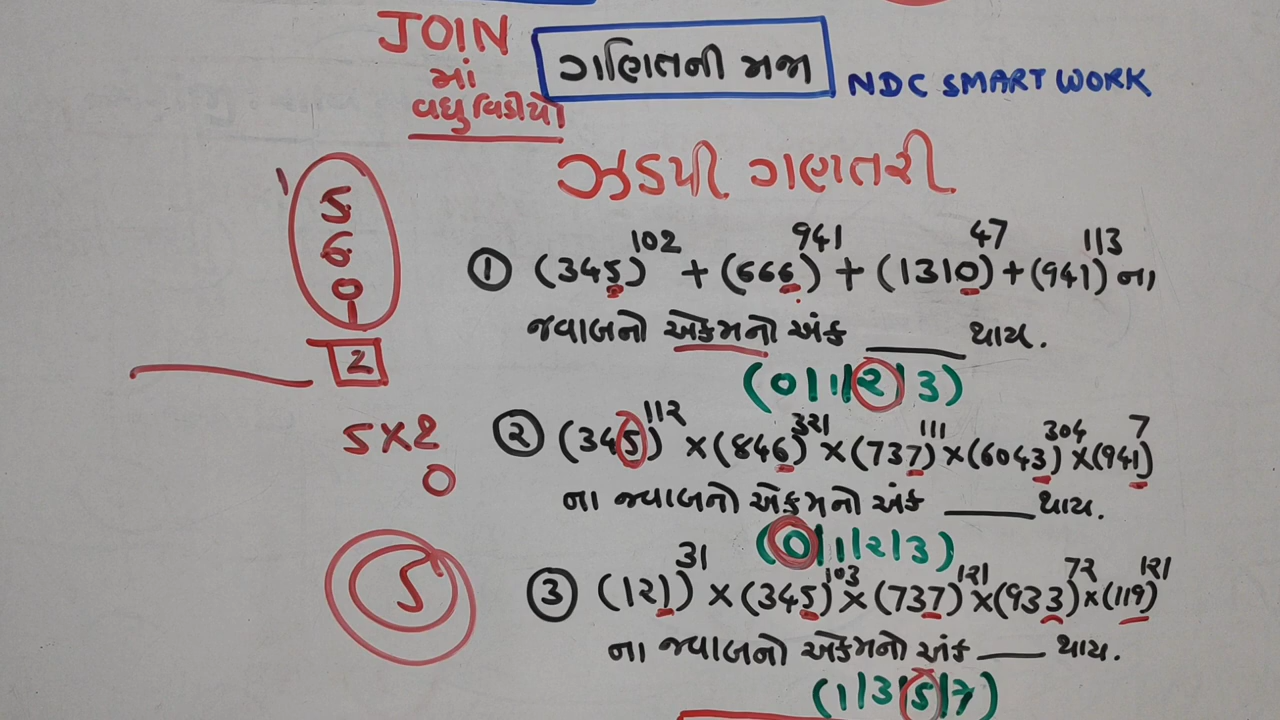 JOIN
માં
વધુ વિડીયો
ગણિતની મજા
NDC SMART WORK
ઝડપી ગણતરી
5
6
0
1
2
① (345)^102 + (666)^941 + (1310)^47 + (941)^113 ના
જવાબનો એકમનો અંક ____ થાય.
(0|1|2|3)
5×2
0
② (345)^112 × (846)^321 × (737)^111 × (6043)^304 × (941)^7
ના જવાબનો એકમનો અંક ____ થાય.
(0|1|2|3)
5
③ (121)^31 × (345)^103 × (737)^121 × (933)^72 × (119)^121
ના જવાબનો એકમનો અંક ____ થાય.
(1|3|5|7)